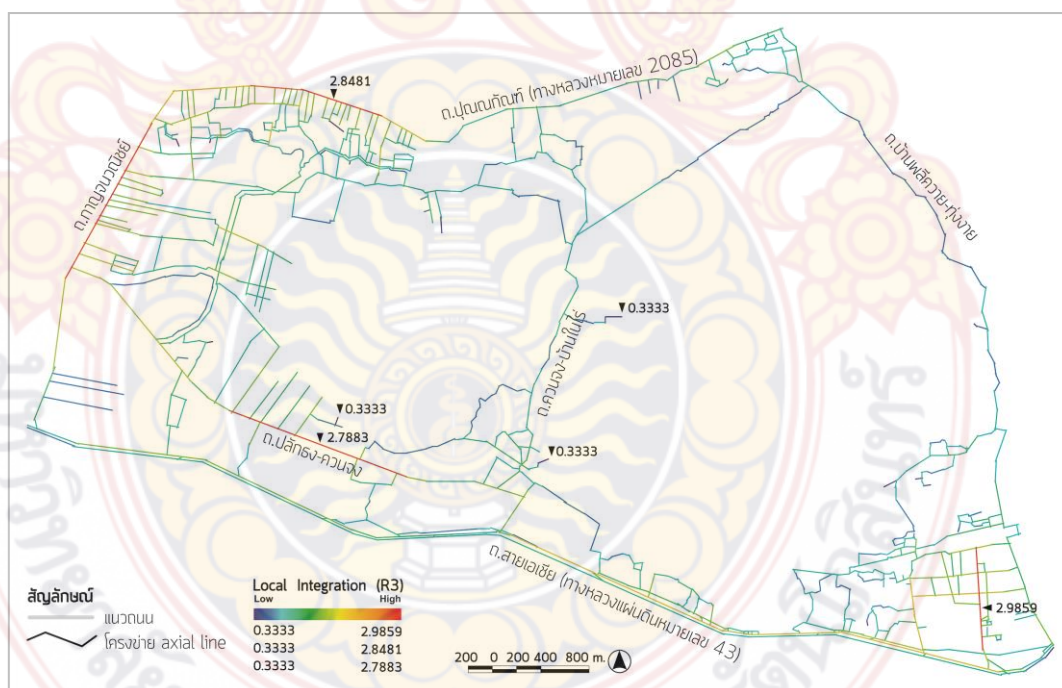 2.8481
ถ.ปุณณกัณฑ์ (ทางหลวงหมายเลข 2085)
ถ.กาญจนวณิชย์
ถ.บ้านพลีควาย-ทุ่งงาย
0.3333
ถ.ควนจง-บ้านในไร่
0.3333
2.7883
ถ.ปลักธง-ควนจง
0.3333
ถ.สายเอเชีย (ทางหลวงแผ่นดินหมายเลข 43)
2.9859
สัญลักษณ์
แนวถนน
โครงข่าย axial line
Local Integration (R3)
Low High
0.3333 2.9859
0.3333 2.8481
0.3333 2.7883
200 0 200 400 800 m.